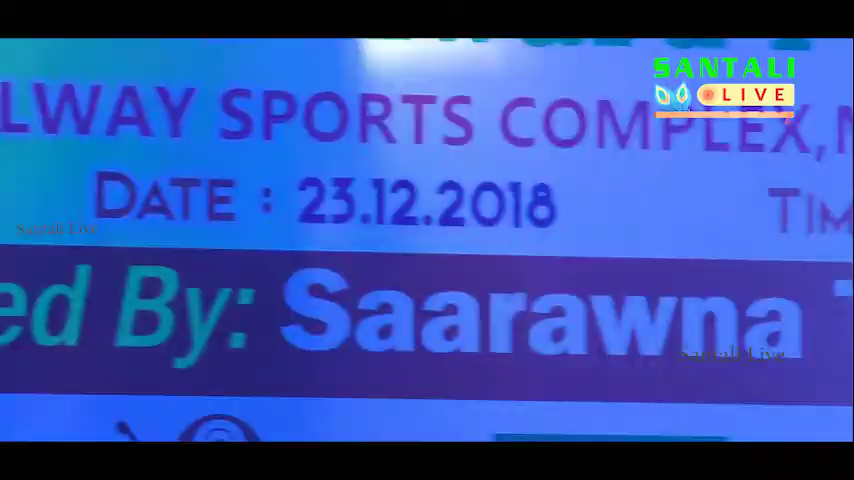 SANTALI
LIVE
LWAY SPORTS COMPLEX,
DATE : 23.12.2018
TIM
Santali Live
ed By: Saarawna
Santali Live